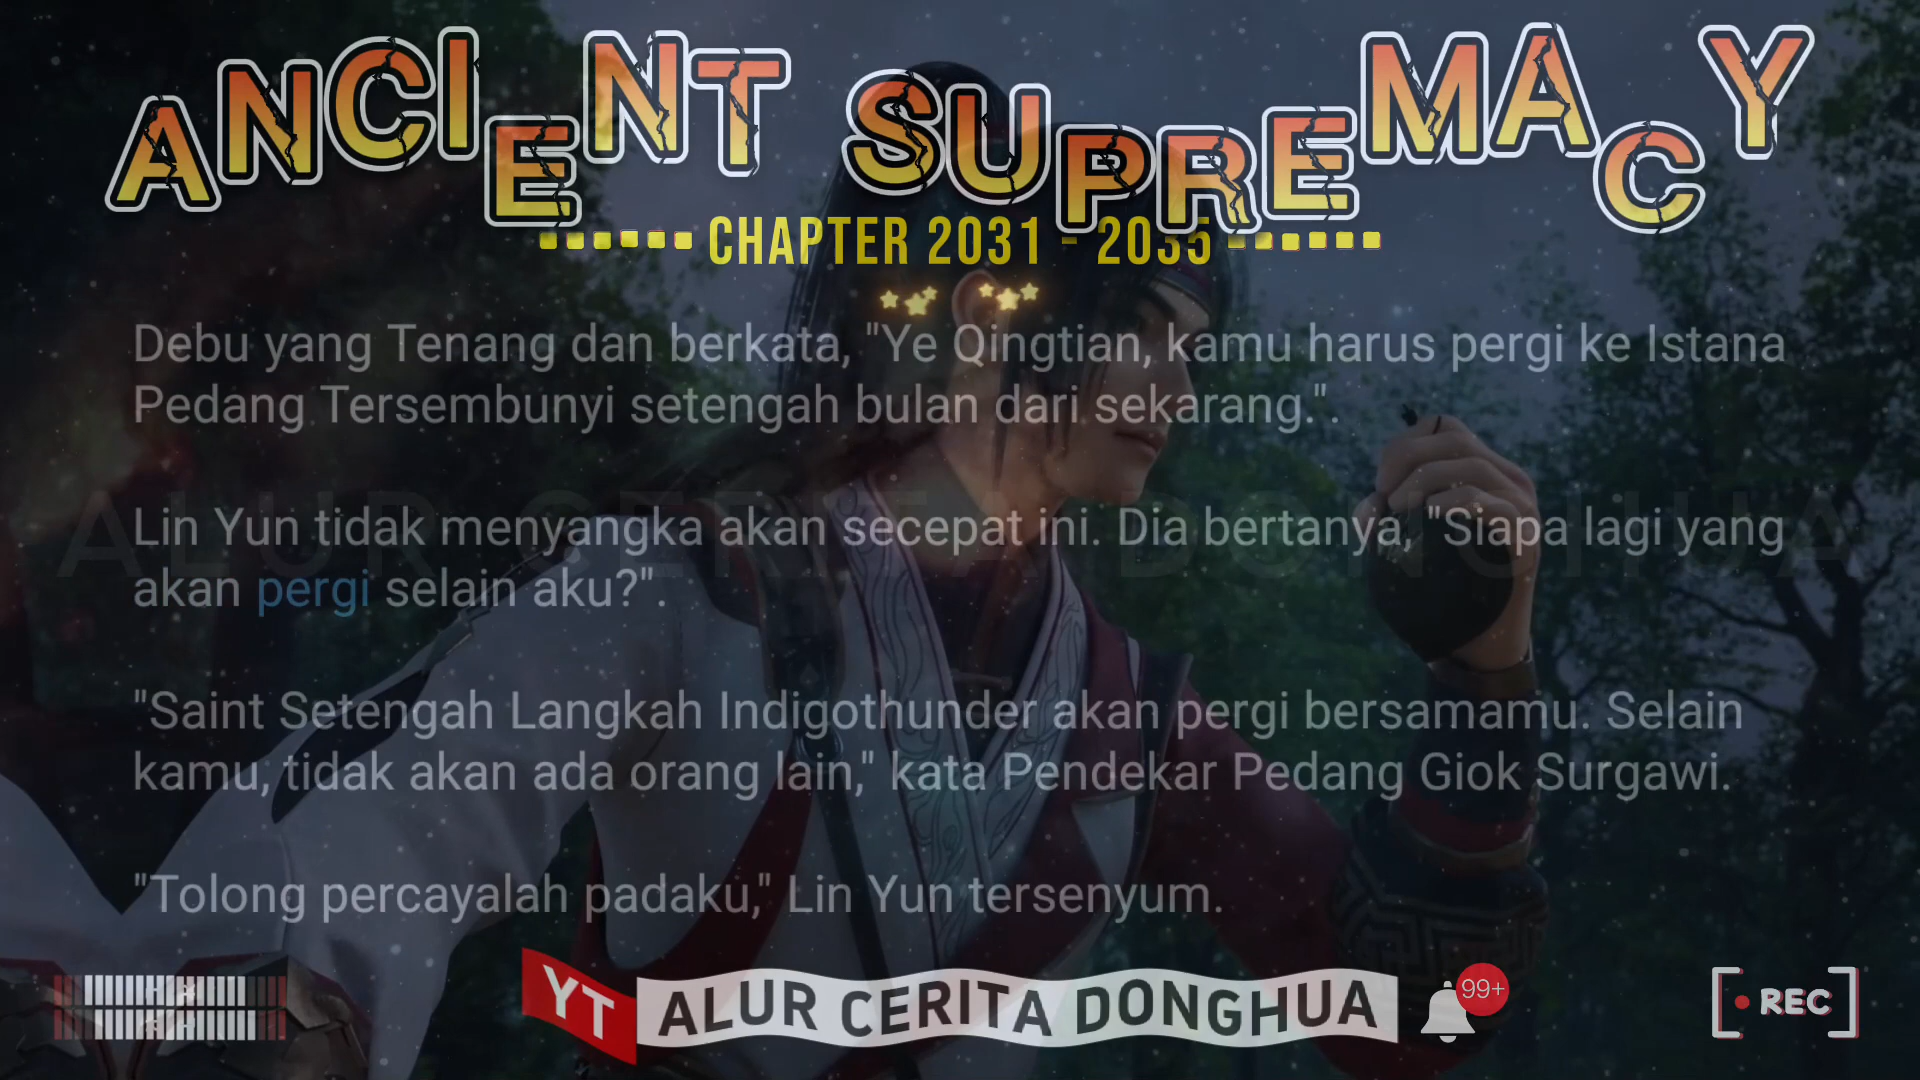 ANCIENT SUPREMACY
CHAPTER 2031 - 2035
Debu yang Tenang dan berkata, "Ye Qingtian, kamu harus pergi ke Istana
Pedang Tersembunyi setengah bulan dari sekarang.".
ALUR CERITA DONGHUA
Lin Yun tidak menyangka akan secepat ini. Dia bertanya, "Siapa lagi yang
akan pergi selain aku?".
"Saint Setengah Langkah Indigothunder akan pergi bersamamu. Selain
kamu, tidak akan ada orang lain," kata Pendekar Pedang Giok Surgawi.
"Tolong percayalah padaku," Lin Yun tersenyum.
YT ALUR CERITA DONGHUA 99+
REC